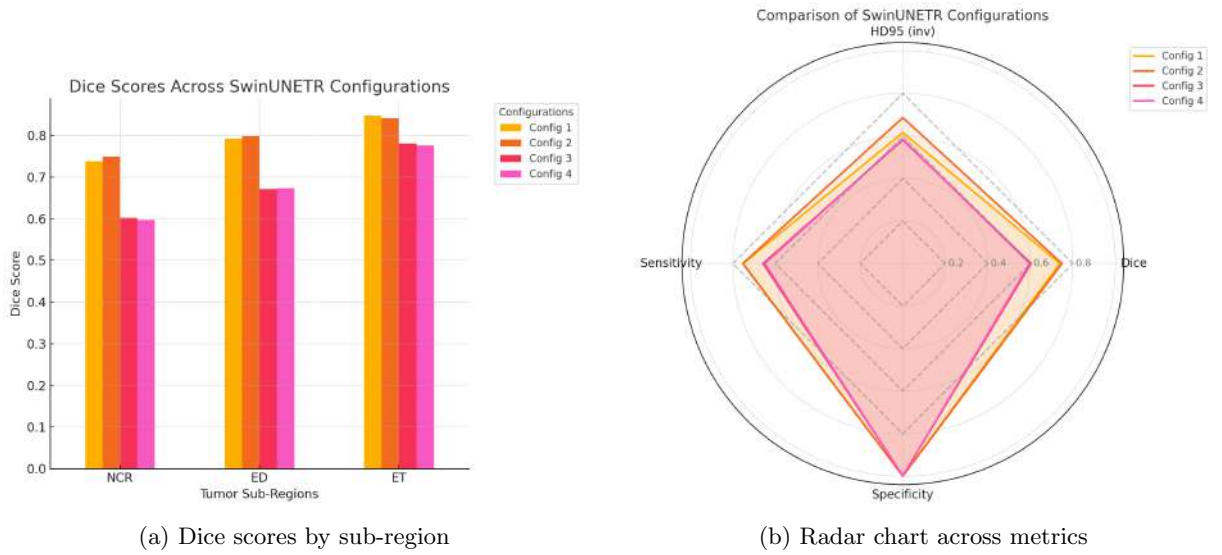 Dice Scores Across SwinUNETR Configurations
Dice Score
0.8
0.7
0.6
0.5
0.4
0.3
0.2
0.1
0.0
NCR
ED
ET
Tumor Sub-Regions
Configurations
Config 1
Config 2
Config 3
Config 4
(a) Dice scores by sub-region
Comparison of SwinUNETR Configurations
HD95 (inv)
Config 1
Config 2
Config 3
Config 4
Sensitivity
0.2
0.4
0.6
0.8
Dice
Specificity
(b) Radar chart across metrics